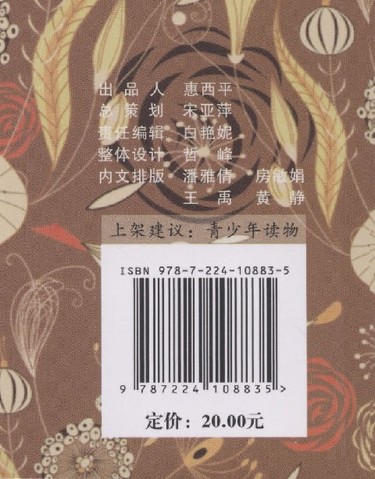 出 品 人 惠西平
总 策 划 宋亚萍
责任编辑 白艳妮
整体设计 哲 峰
内文排版 潘雅倩 房敏娟
王 禹 黄 静
上架建议：青少年读物
ISBN 978-7-224-10883-5
9 787224 108835 >
定价：20.00元